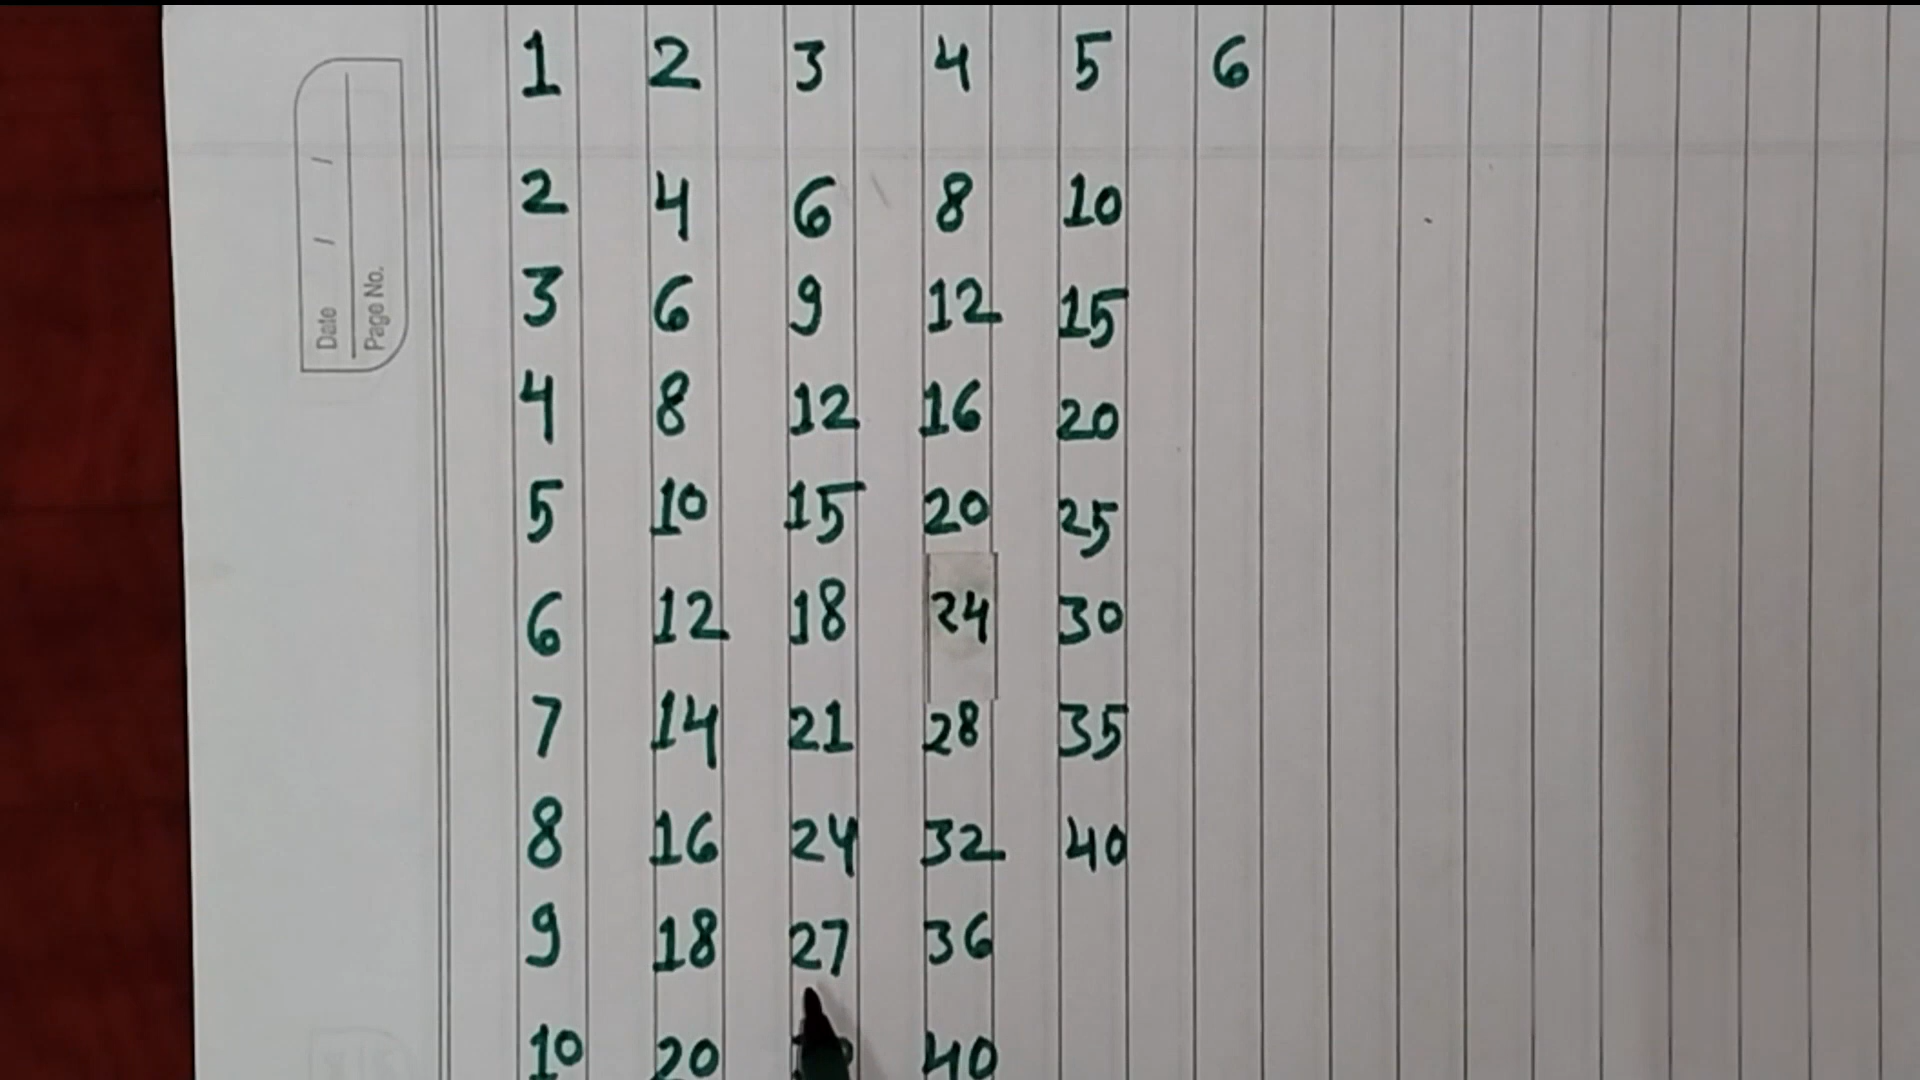 1 2 3 4 5 6
2 4 6 8 10
3 6 9 12 15
4 8 12 16 20
5 10 15 20 25
6 12 18 24 30
7 14 21 28 35
8 16 24 32 40
9 18 27 36
10 20 40
Date / /
Page No.